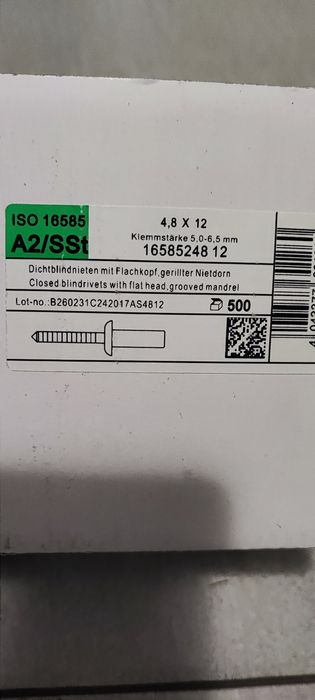 ISO 16585
A2/SSt
4,8 X 12
Klemmstärke 5,0-6,5 mm
16585248 12
Dichtblindnieten mit Flachkopf,gerillter Nietdorn
Closed blindrivets with flat head,grooved mandrel
Lot-no.:B260231C242017AS4812
500